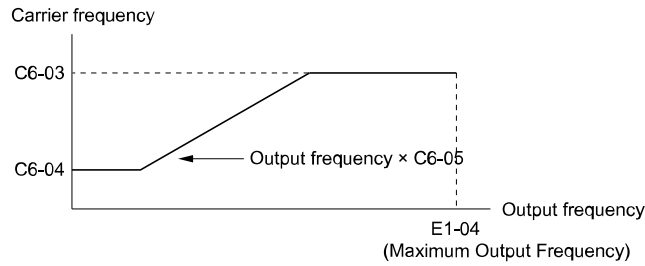 Carrier frequency
C6-03
Output frequency × C6-05
C6-04
Output frequency
E1-04
(Maximum Output Frequency)